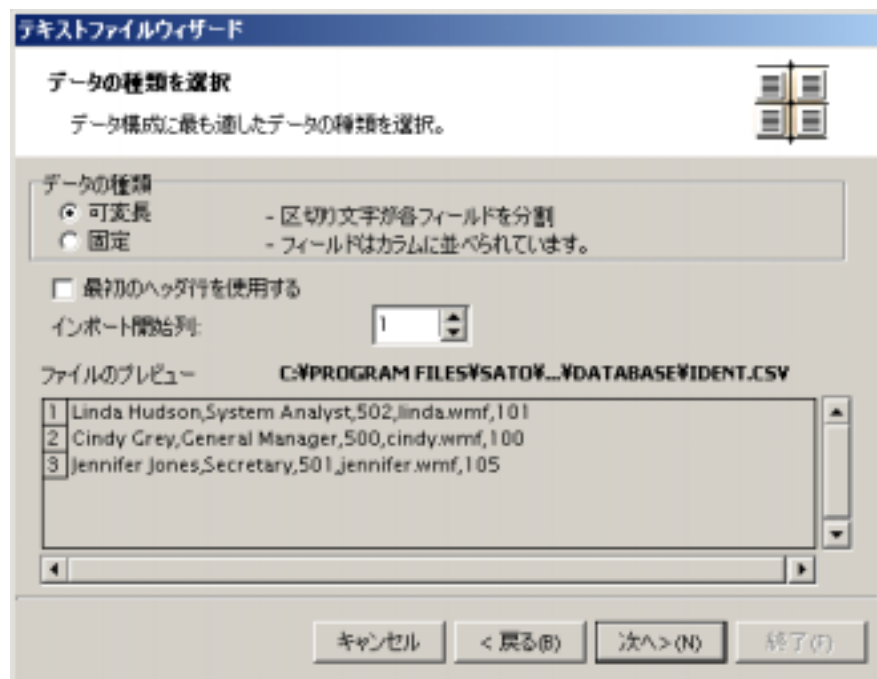 テキストファイルウィザード
データの種類を選択
データ構成に最も適したデータの種類を選択。
データの種類
可変長 - 区切り文字が各フィールドを分割
固定 - フィールドはカラムに並べられています。
最初のヘッダ行を使用する
インポート開始列: 1
ファイルのプレビュー C:¥PROGRAM FILES¥SATO¥...¥DATABASE¥IDENT.CSV
1 Linda Hudson,System Analyst,502,linda.wmf,101
2 Cindy Grey,General Manager,500,cindy.wmf,100
3 Jennifer Jones,Secretary,501,jennifer.wmf,105
キャンセル < 戻る(B) 次へ > (N) 終了(F)